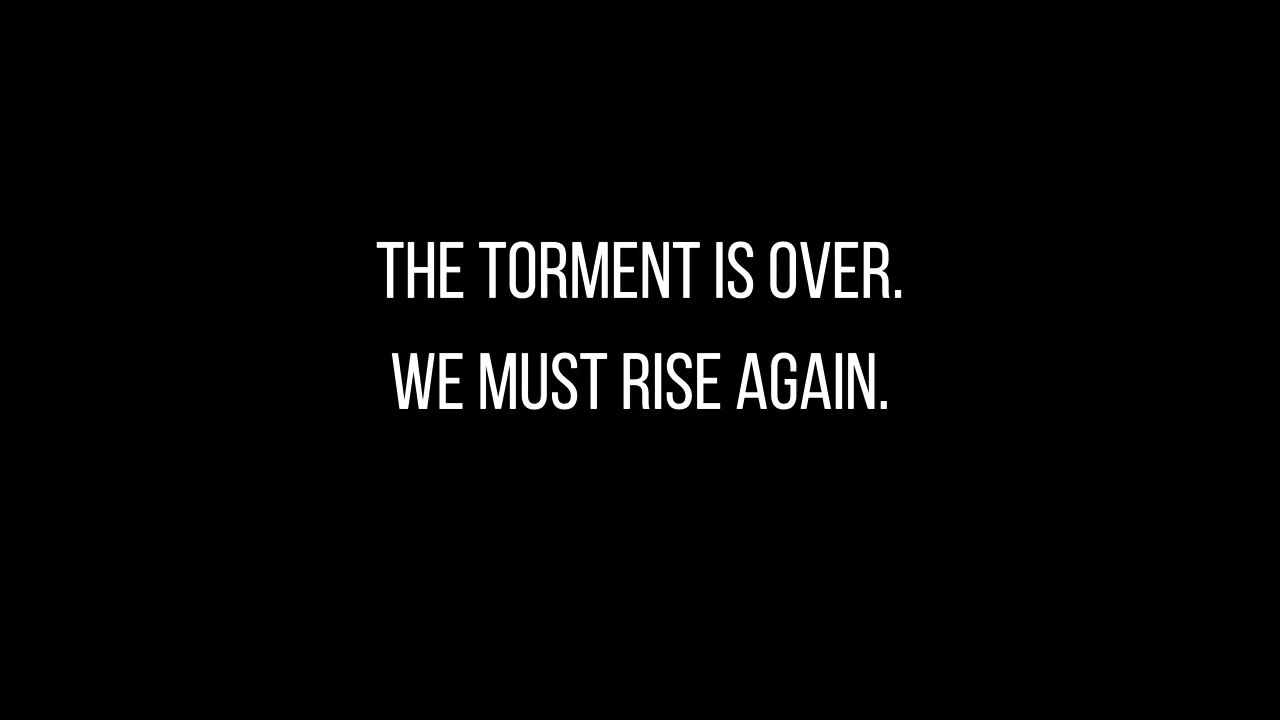 THE TORMENT IS OVER.
WE MUST RISE AGAIN.